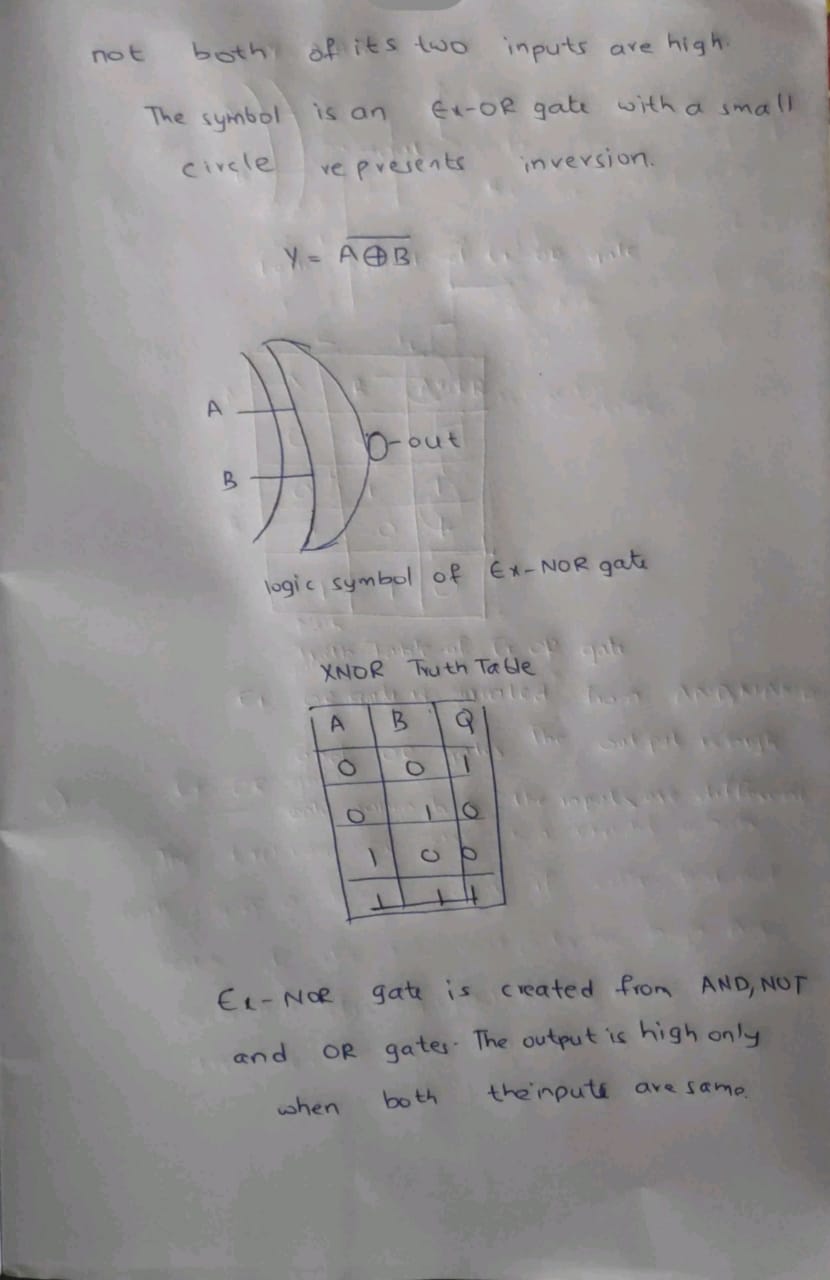 not both of its two inputs are high.
The symbol is an Ex-OR gate with a small
circle represents inversion.
Y = A⊕B̅
A
O-out
B
logic symbol of Ex-NOR gate
XNOR Truth Table
A B Q
0 0 1
0 1 0
1 0 0
1 1 1
Ex-NOR gate is created from AND, NOT
and OR gates. The output is high only
when both the inputs are same.